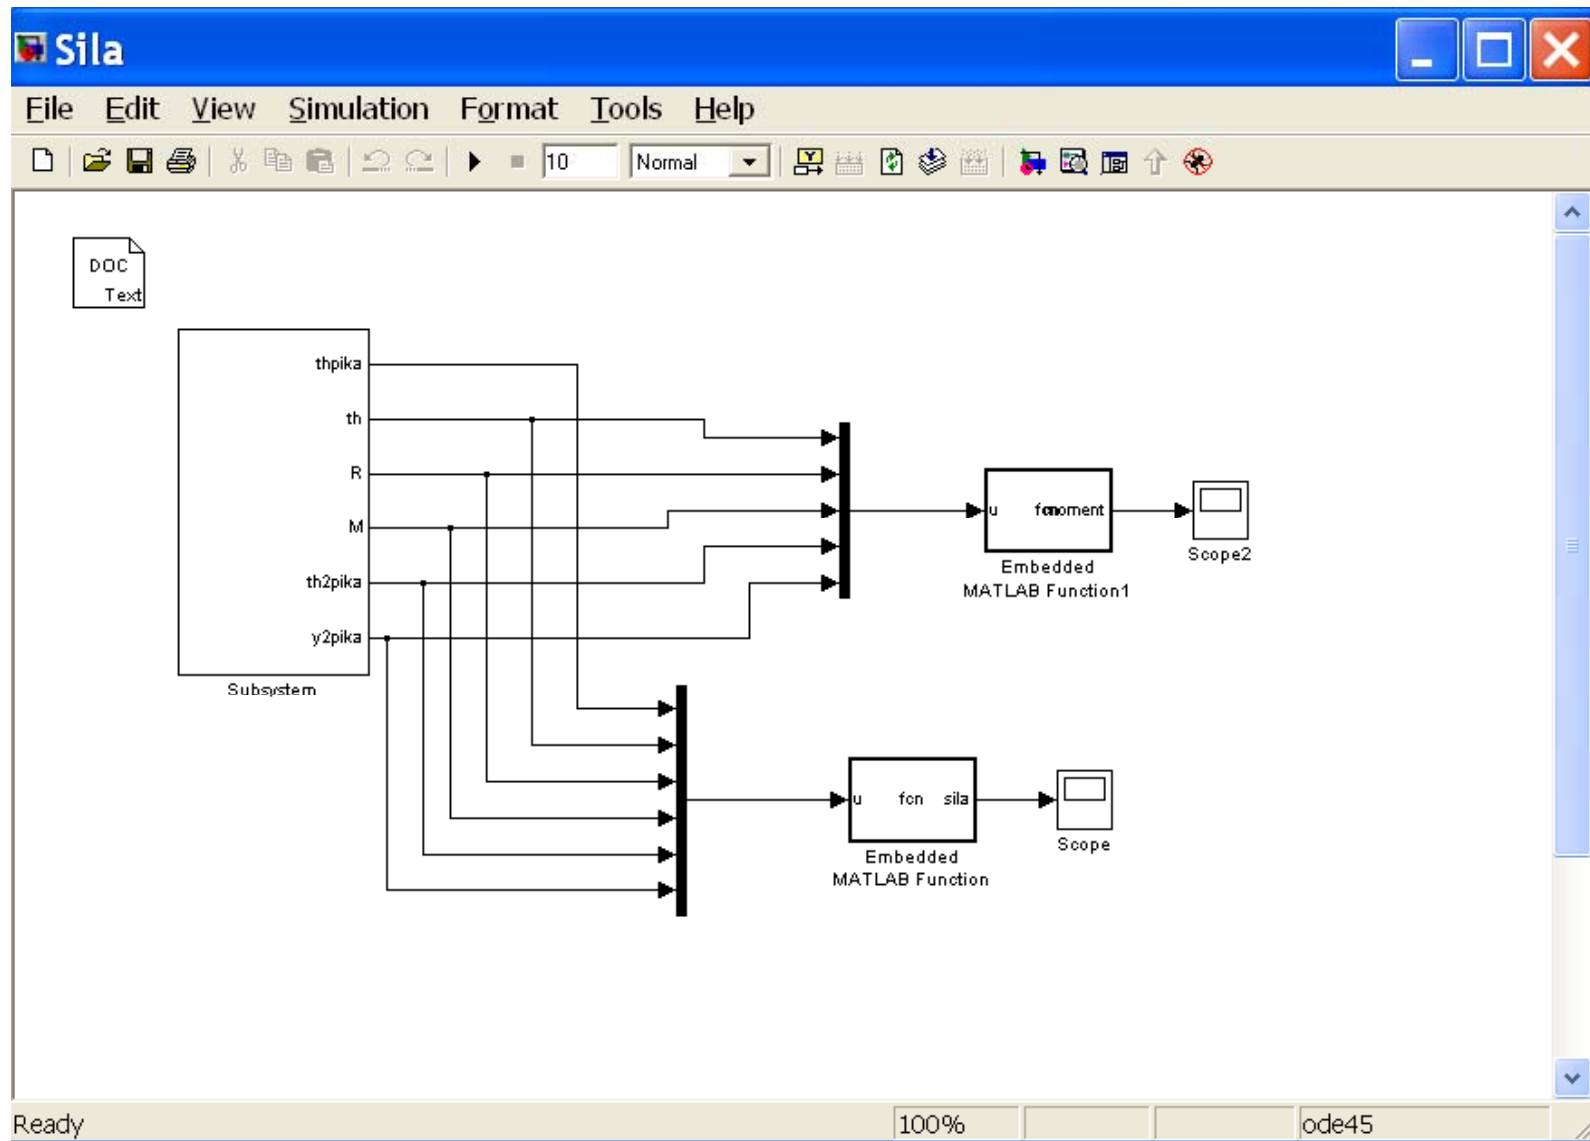 Sila
File Edit View Simulation Format Tools Help
10 Normal
DOC
Text
thpika
th
R
M
th2pika
y2pika
Subsystem
u moment
Embedded
MATLAB Function1
Scope2
u fcn sila
Embedded
MATLAB Function
Scope
Ready 100% ode45